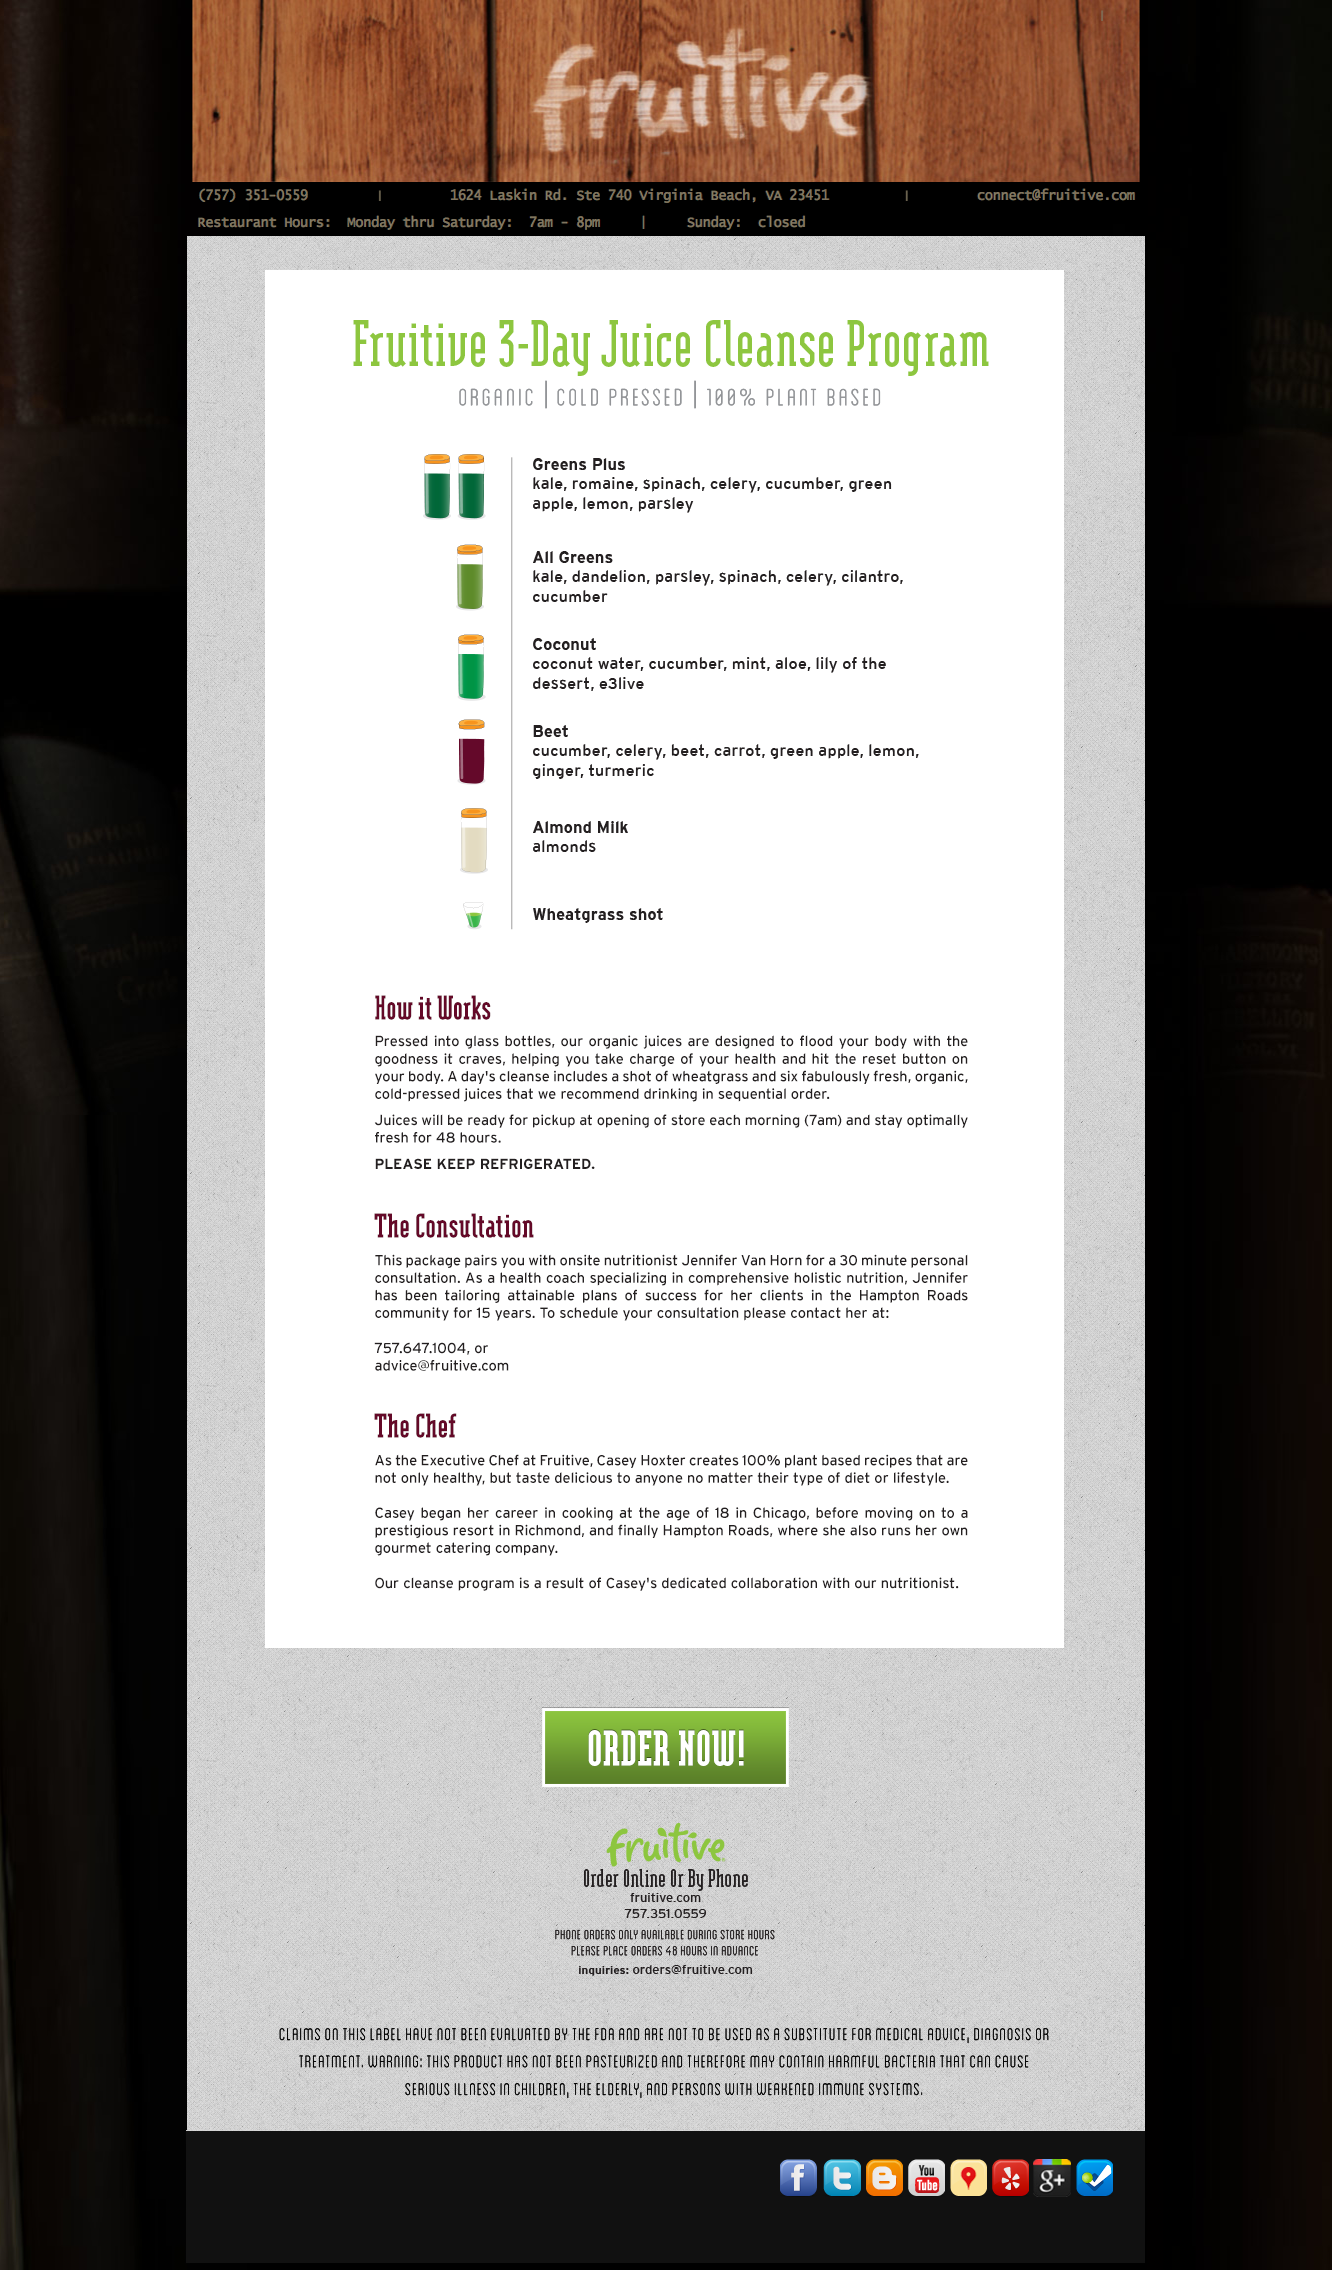 fruitive
(757) 351-0559 | 1624 Laskin Rd. Ste 740 Virginia Beach, VA 23451 | connect@fruitive.com
Restaurant Hours: Monday thru Saturday: 7am - 8pm | Sunday: closed
Fruitive 3-Day Juice Cleanse Program
ORGANIC | COLD PRESSED | 100% PLANT BASED
Greens Plus
kale, romaine, spinach, celery, cucumber, green
apple, lemon, parsley
All Greens
kale, dandelion, parsley, spinach, celery, cilantro,
cucumber
Coconut
coconut water, cucumber, mint, aloe, lily of the
dessert, e3live
Beet
cucumber, celery, beet, carrot, green apple, lemon,
ginger, turmeric
Almond Milk
almonds
Wheatgrass shot
How it Works
Pressed into glass bottles, our organic juices are designed to flood your body with the
goodness it craves, helping you take charge of your health and hit the reset button on
your body. A day's cleanse includes a shot of wheatgrass and six fabulously fresh, organic,
cold-pressed juices that we recommend drinking in sequential order.
Juices will be ready for pickup at opening of store each morning (7am) and stay optimally
fresh for 48 hours.
PLEASE KEEP REFRIGERATED.
The Consultation
This package pairs you with onsite nutritionist Jennifer Van Horn for a 30 minute personal
consultation. As a health coach specializing in comprehensive holistic nutrition, Jennifer
has been tailoring attainable plans of success for her clients in the Hampton Roads
community for 15 years. To schedule your consultation please contact her at:
757.647.1004, or
advice@fruitive.com
The Chef
As the Executive Chef at Fruitive, Casey Hoxter creates 100% plant based recipes that are
not only healthy, but taste delicious to anyone no matter their type of diet or lifestyle.
Casey began her career in cooking at the age of 18 in Chicago, before moving on to a
prestigious resort in Richmond, and finally Hampton Roads, where she also runs her own
gourmet catering company.
Our cleanse program is a result of Casey's dedicated collaboration with our nutritionist.
ORDER NOW!
fruitive
Order Online Or By Phone
fruitive.com
757.351.0559
PHONE ORDERS ONLY AVAILABLE DURING STORE HOURS
PLEASE PLACE ORDERS 48 HOURS IN ADVANCE
inquiries: orders@fruitive.com
CLAIMS ON THIS LABEL HAVE NOT BEEN EVALUATED BY THE FDA AND ARE NOT TO BE USED AS A SUBSTITUTE FOR MEDICAL ADVICE, DIAGNOSIS OR
TREATMENT. WARNING: THIS PRODUCT HAS NOT BEEN PASTEURIZED AND THEREFORE MAY CONTAIN HARMFUL BACTERIA THAT CAN CAUSE
SERIOUS ILLNESS IN CHILDREN, THE ELDERLY, AND PERSONS WITH WEAKENED IMMUNE SYSTEMS.
f t B You Tube g+